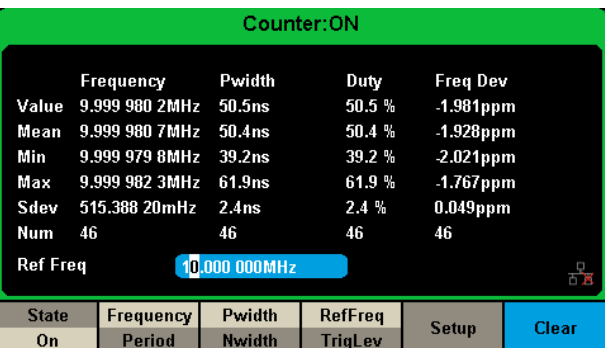 Counter:ON
Frequency Pwidth Duty Freq Dev
Value 9.999 980 2MHz 50.5ns 50.5 % -1.981ppm
Mean 9.999 980 7MHz 50.4ns 50.4 % -1.928ppm
Min 9.999 979 8MHz 39.2ns 39.2 % -2.021ppm
Max 9.999 982 3MHz 61.9ns 61.9 % -1.767ppm
Sdev 515.388 20mHz 2.4ns 2.4 % 0.049ppm
Num 46 46 46 46
Ref Freq 10.000 000MHz
State Frequency Pwidth RefFreq Setup Clear
On Period Nwidth TrigLev